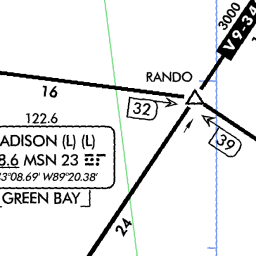 3000
V9-34
RANDO
16
32
122.6
39
ADISON (L) (L)
8.6 MSN 23
3°08.69' W89°20.38'
GREEN BAY
24